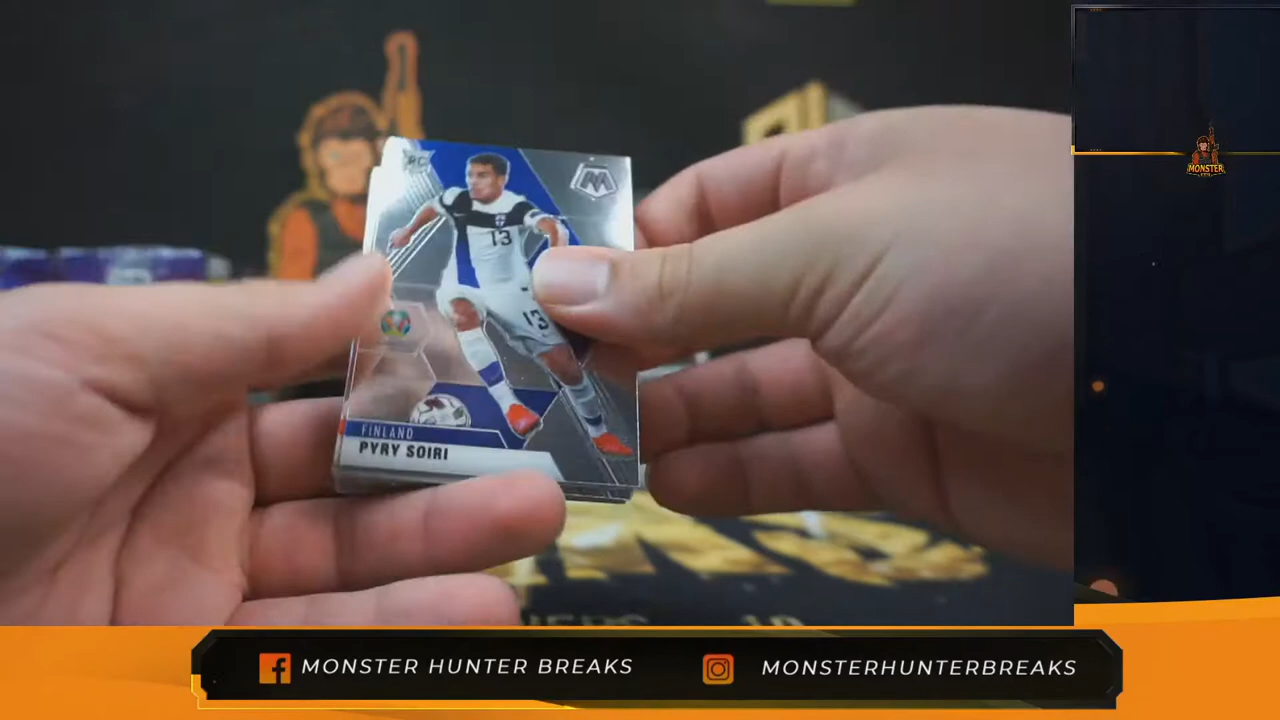 RC
13
13
FINLAND
PYRY SOIRI
MONSTER
MONSTER HUNTER BREAKS
MONSTERHUNTERBREAKS